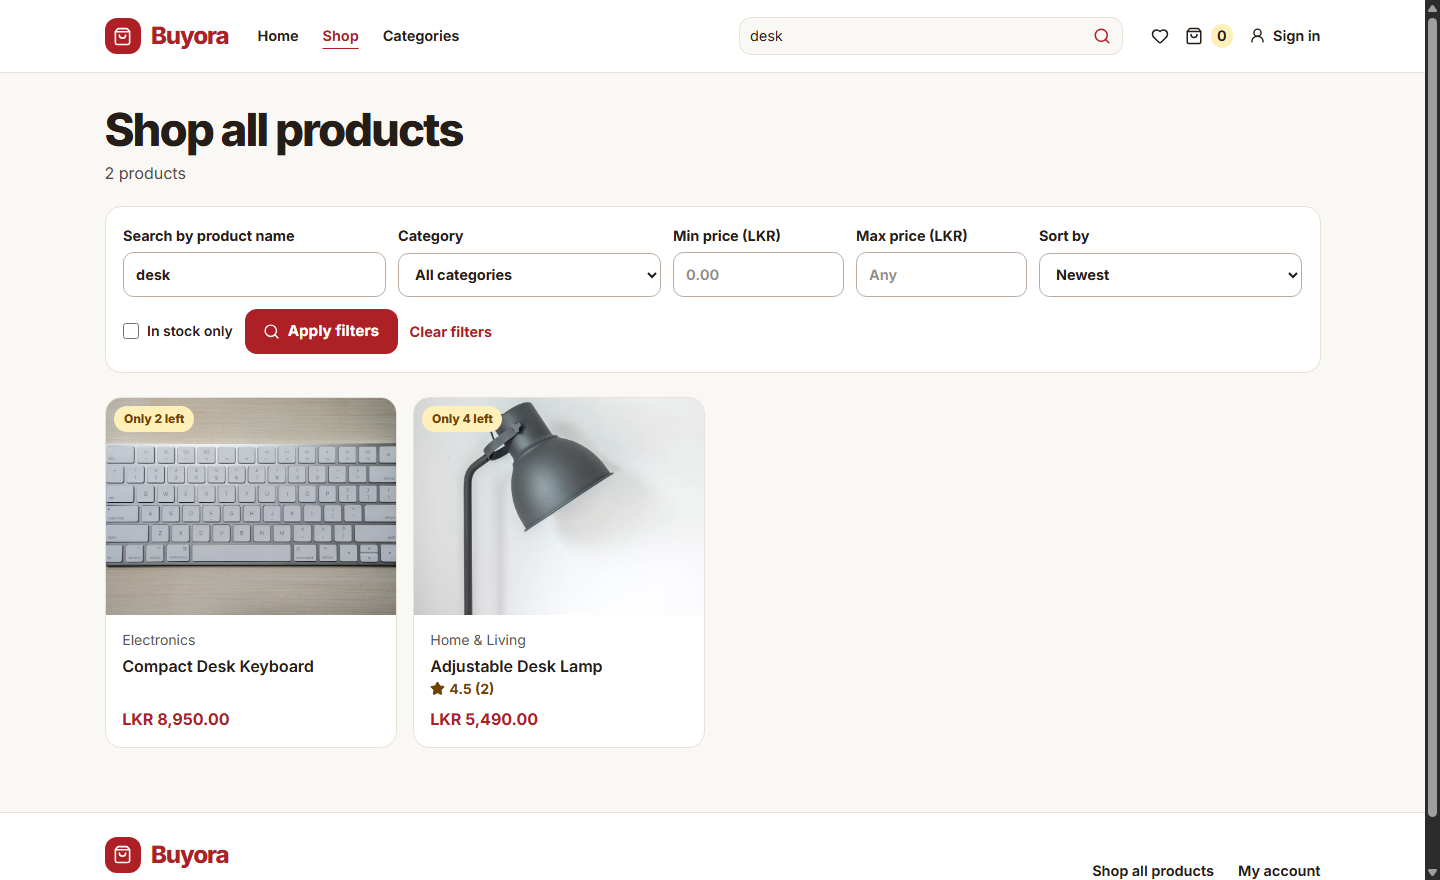 Buyora
Home
Shop
Categories
desk
0
Sign in
Shop all products
2 products
Search by product name
Category
Min price (LKR)
Max price (LKR)
Sort by
desk
All categories
0.00
Any
Newest
In stock only
Apply filters
Clear filters
Only 2 left
Only 4 left
Electronics
Compact Desk Keyboard
LKR 8,950.00
Home & Living
Adjustable Desk Lamp
4.5 (2)
LKR 5,490.00
Buyora
Shop all products
My account